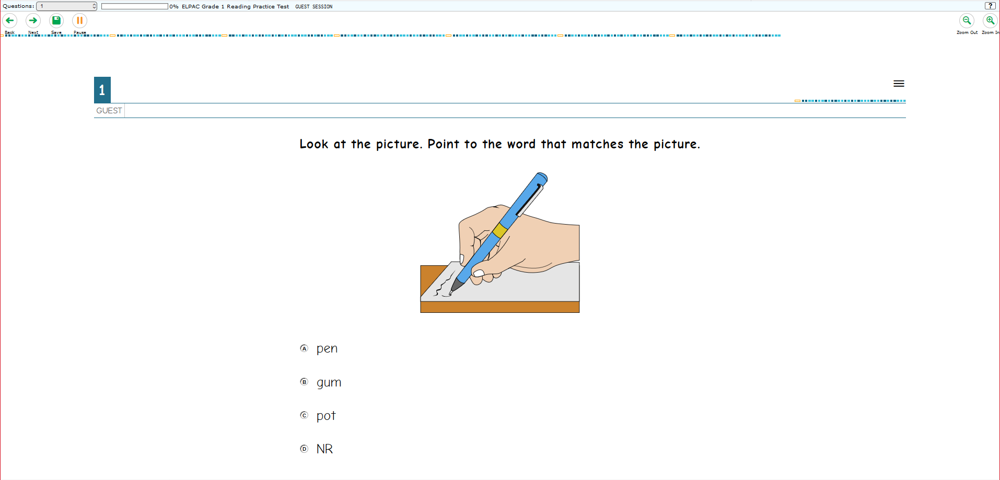 Questions: 1 0% ELPAC Grade 1 Reading Practice Test GUEST SESSION ?
Back Next Save Pause Zoom Out Zoom In
1
GUEST
Look at the picture. Point to the word that matches the picture.
A pen
B gum
C pot
D NR